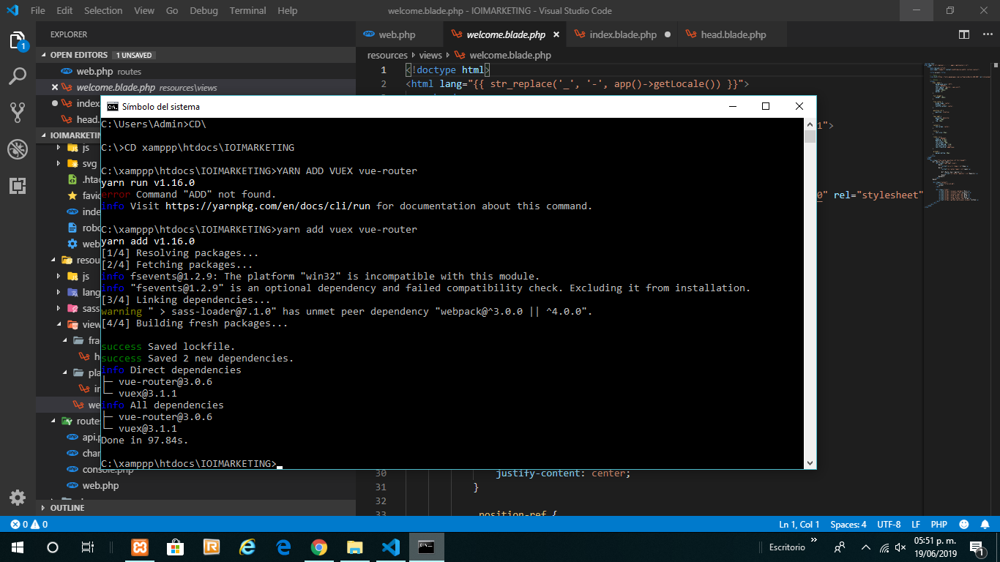 File Edit Selection View Go Debug Terminal Help
welcome.blade.php - IOIMARKETING - Visual Studio Code
1
EXPLORER
OPEN EDITORS 1 UNSAVED
web.php routes
welcome.blade.php resources\views
index
head.
IOIMARKETIN
js
svg
.htac
favic
inde
robo
web
resou
js
lang
sass
view
fra
h
pla
in
we
routes
api.p
chan
console.php
web.php
OUTLINE
web.php
welcome.blade.php
index.blade.php
head.blade.php
resources views welcome.blade.php
1 <!doctype html>
2 <html lang="{{ str_replace('_', '-', app()->getLocale()) }}">
1">
0" rel="stylesheet"
Símbolo del sistema
C:\Users\Admin>CD\
C:\>CD xamppp\htdocs\IOIMARKETING
C:\xamppp\htdocs\IOIMARKETING>YARN ADD VUEX vue-router
yarn run v1.16.0
error Command "ADD" not found.
info Visit https://yarnpkg.com/en/docs/cli/run for documentation about this command.
C:\xamppp\htdocs\IOIMARKETING>yarn add vuex vue-router
yarn add v1.16.0
[1/4] Resolving packages...
[2/4] Fetching packages...
info fsevents@1.2.9: The platform "win32" is incompatible with this module.
info "fsevents@1.2.9" is an optional dependency and failed compatibility check. Excluding it from installation.
[3/4] Linking dependencies...
warning " > sass-loader@7.1.0" has unmet peer dependency "webpack@^3.0.0 || ^4.0.0".
[4/4] Building fresh packages...
success Saved lockfile.
success Saved 2 new dependencies.
info Direct dependencies
├─ vue-router@3.0.6
└─ vuex@3.1.1
info All dependencies
├─ vue-router@3.0.6
└─ vuex@3.1.1
Done in 97.84s.
C:\xamppp\htdocs\IOIMARKETING>
30 justify-content: center;
31 }
32
33 .position-ref {
0 0
Ln 1, Col 1 Spaces: 4 UTF-8 LF PHP
Escritorio
05:51 p. m.
19/06/2019
1